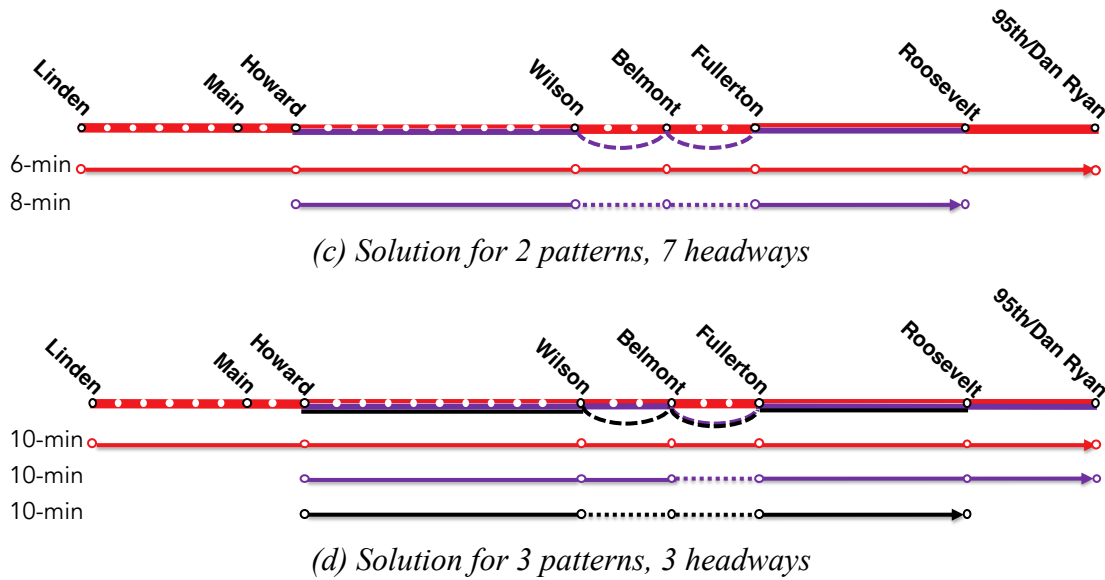 Linden
Main
Howard
Wilson
Belmont
Fullerton
Roosevelt
95th/Dan Ryan
6-min
8-min
(c) Solution for 2 patterns, 7 headways
Linden
Main
Howard
Wilson
Belmont
Fullerton
Roosevelt
95th/Dan Ryan
10-min
10-min
10-min
(d) Solution for 3 patterns, 3 headways